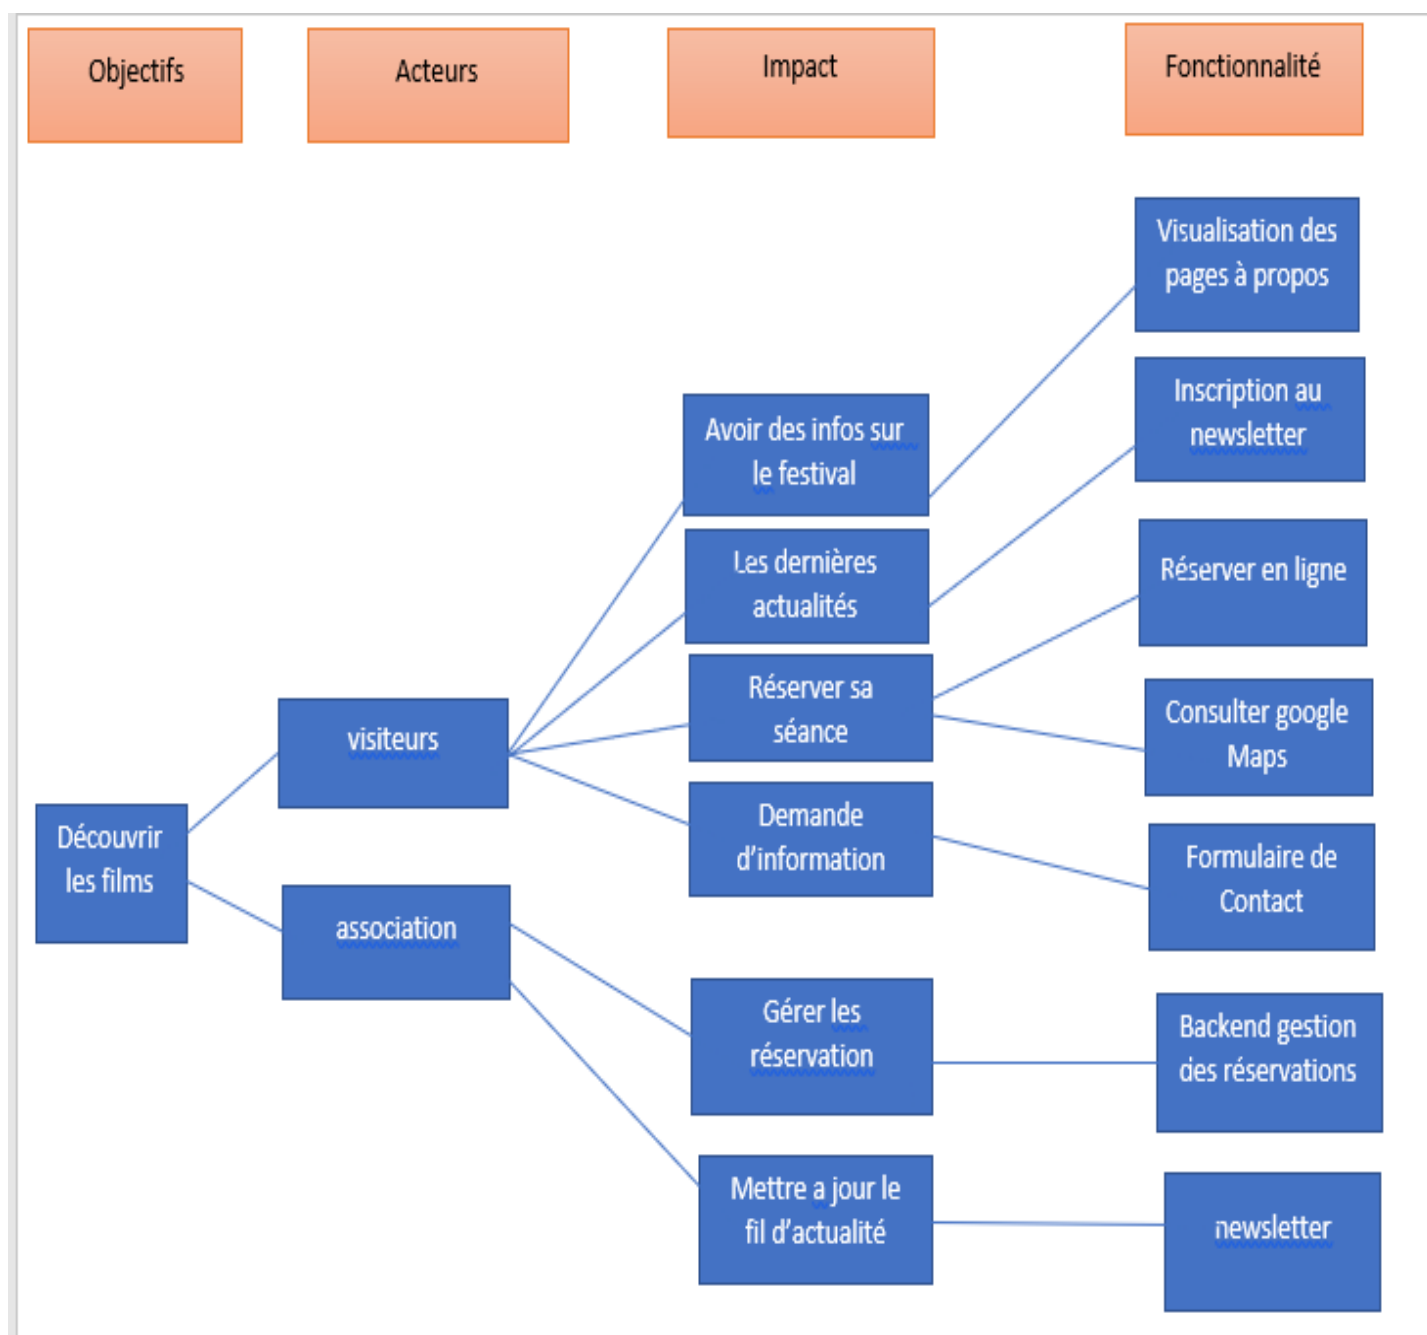 Objectifs
Acteurs
Impact
Fonctionnalité
Découvrir
les films
visiteurs
association
Avoir des infos sur
le festival
Les dernières
actualités
Réserver sa
séance
Demande
d'information
Gérer les
réservation
Mettre a jour le
fil d'actualité
Visualisation des
pages à propos
Inscription au
newsletter
Réserver en ligne
Consulter google
Maps
Formulaire de
Contact
Backend gestion
des réservations
newsletter